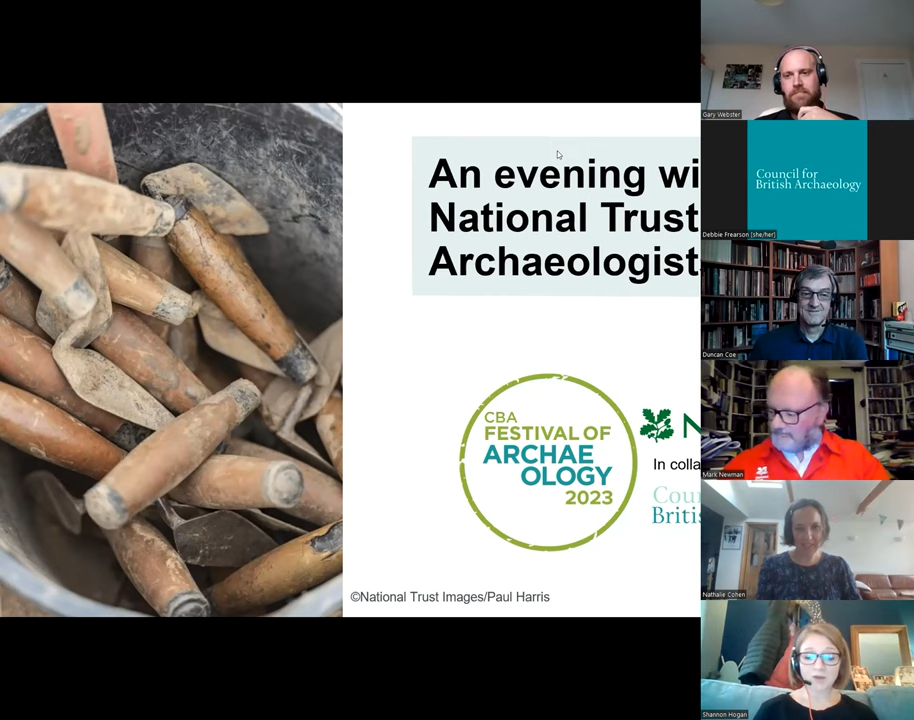 An evening wi
National Trust
Archaeologist
CBA
FESTIVAL OF
ARCHAE
OLOGY
2023
N
In colla
Cou
Britis
©National Trust Images/Paul Harris
Gary Webster
Council for
British Archaeology
Debbie Frearson [she/her]
Duncan Coe
Mark Newman
Nathalie Cohen
Shannon Hogan